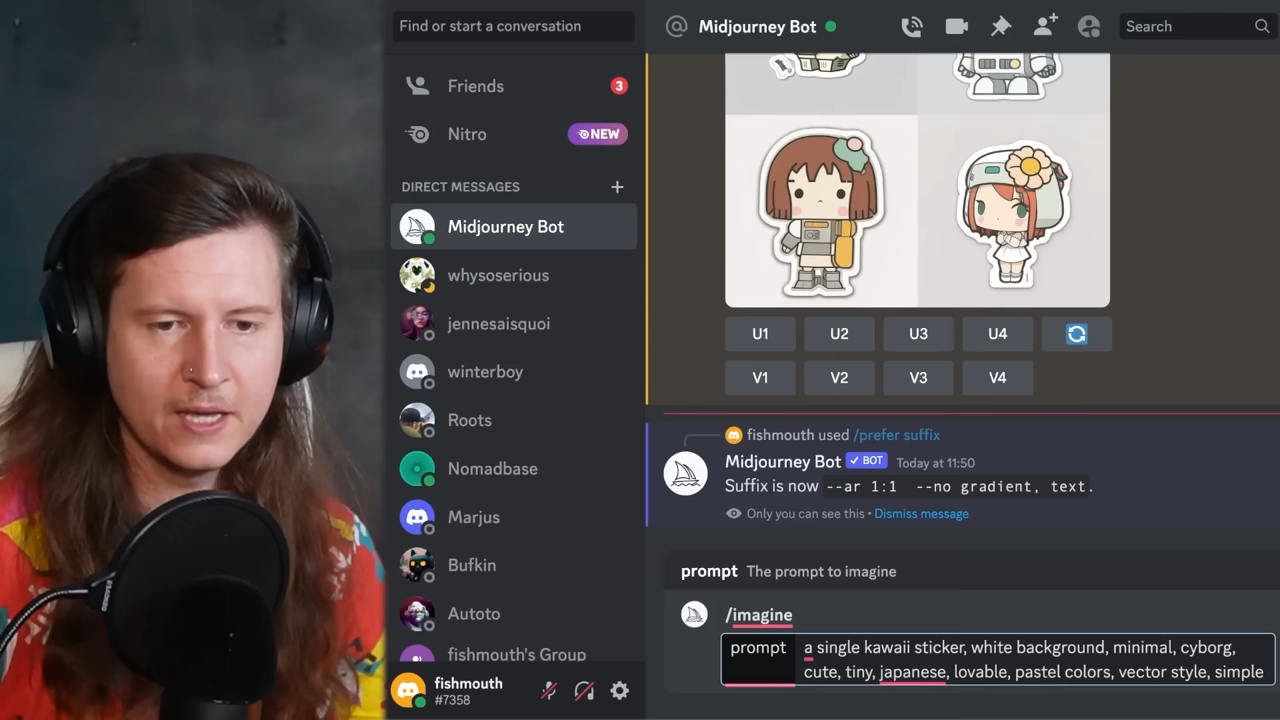 Find or start a conversation
Friends
3
Nitro
NEW
DIRECT MESSAGES
Midjourney Bot
whysoserious
jennesaisquoi
winterboy
Roots
Nomadbase
Marjus
Bufkin
Autoto
fishmouth's Group
fishmouth
#7358
Midjourney Bot
Search
U1
U2
U3
U4
V1
V2
V3
V4
fishmouth used /prefer suffix
Midjourney Bot BOT Today at 11:50
Suffix is now --ar 1:1 --no gradient, text.
Only you can see this • Dismiss message
prompt The prompt to imagine
/imagine
prompt a single kawaii sticker, white background, minimal, cyborg,
cute, tiny, japanese, lovable, pastel colors, vector style, simple